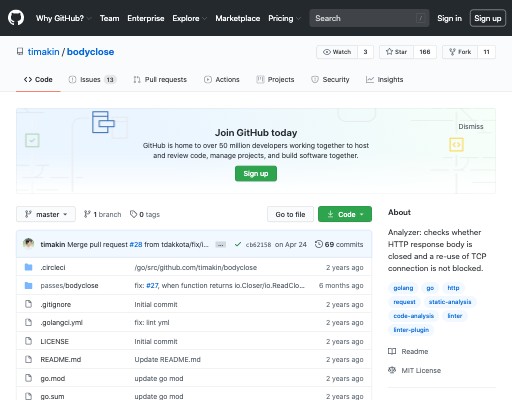 Why GitHub? Team Enterprise Explore Marketplace Pricing Search / Sign in Sign up
timakin / bodyclose Watch 3 Star 166 Fork 11
Code Issues 13 Pull requests Actions Projects Security Insights
Dismiss
Join GitHub today
GitHub is home to over 50 million developers working together to host
and review code, manage projects, and build software together.
Sign up
master 1 branch 0 tags Go to file Code
timakin Merge pull request #28 from tdakkota/fix/i... ... cb62158 on Apr 24 69 commits
.circleci /go/src/github.com/timakin/bodyclose 2 years ago
passes/bodyclose fix: #27, when function returns io.Closer/io.ReadClo... 6 months ago
.gitignore Initial commit 2 years ago
.golangci.yml fix: lint yml 2 years ago
LICENSE Initial commit 2 years ago
README.md Update README.md 2 years ago
go.mod update go mod 2 years ago
go.sum update go mod 2 years ago
About
Analyzer: checks whether
HTTP response body is
closed and a re-use of TCP
connection is not blocked.
golang go http
request static-analysis
code-analysis linter
linter-plugin
Readme
MIT License